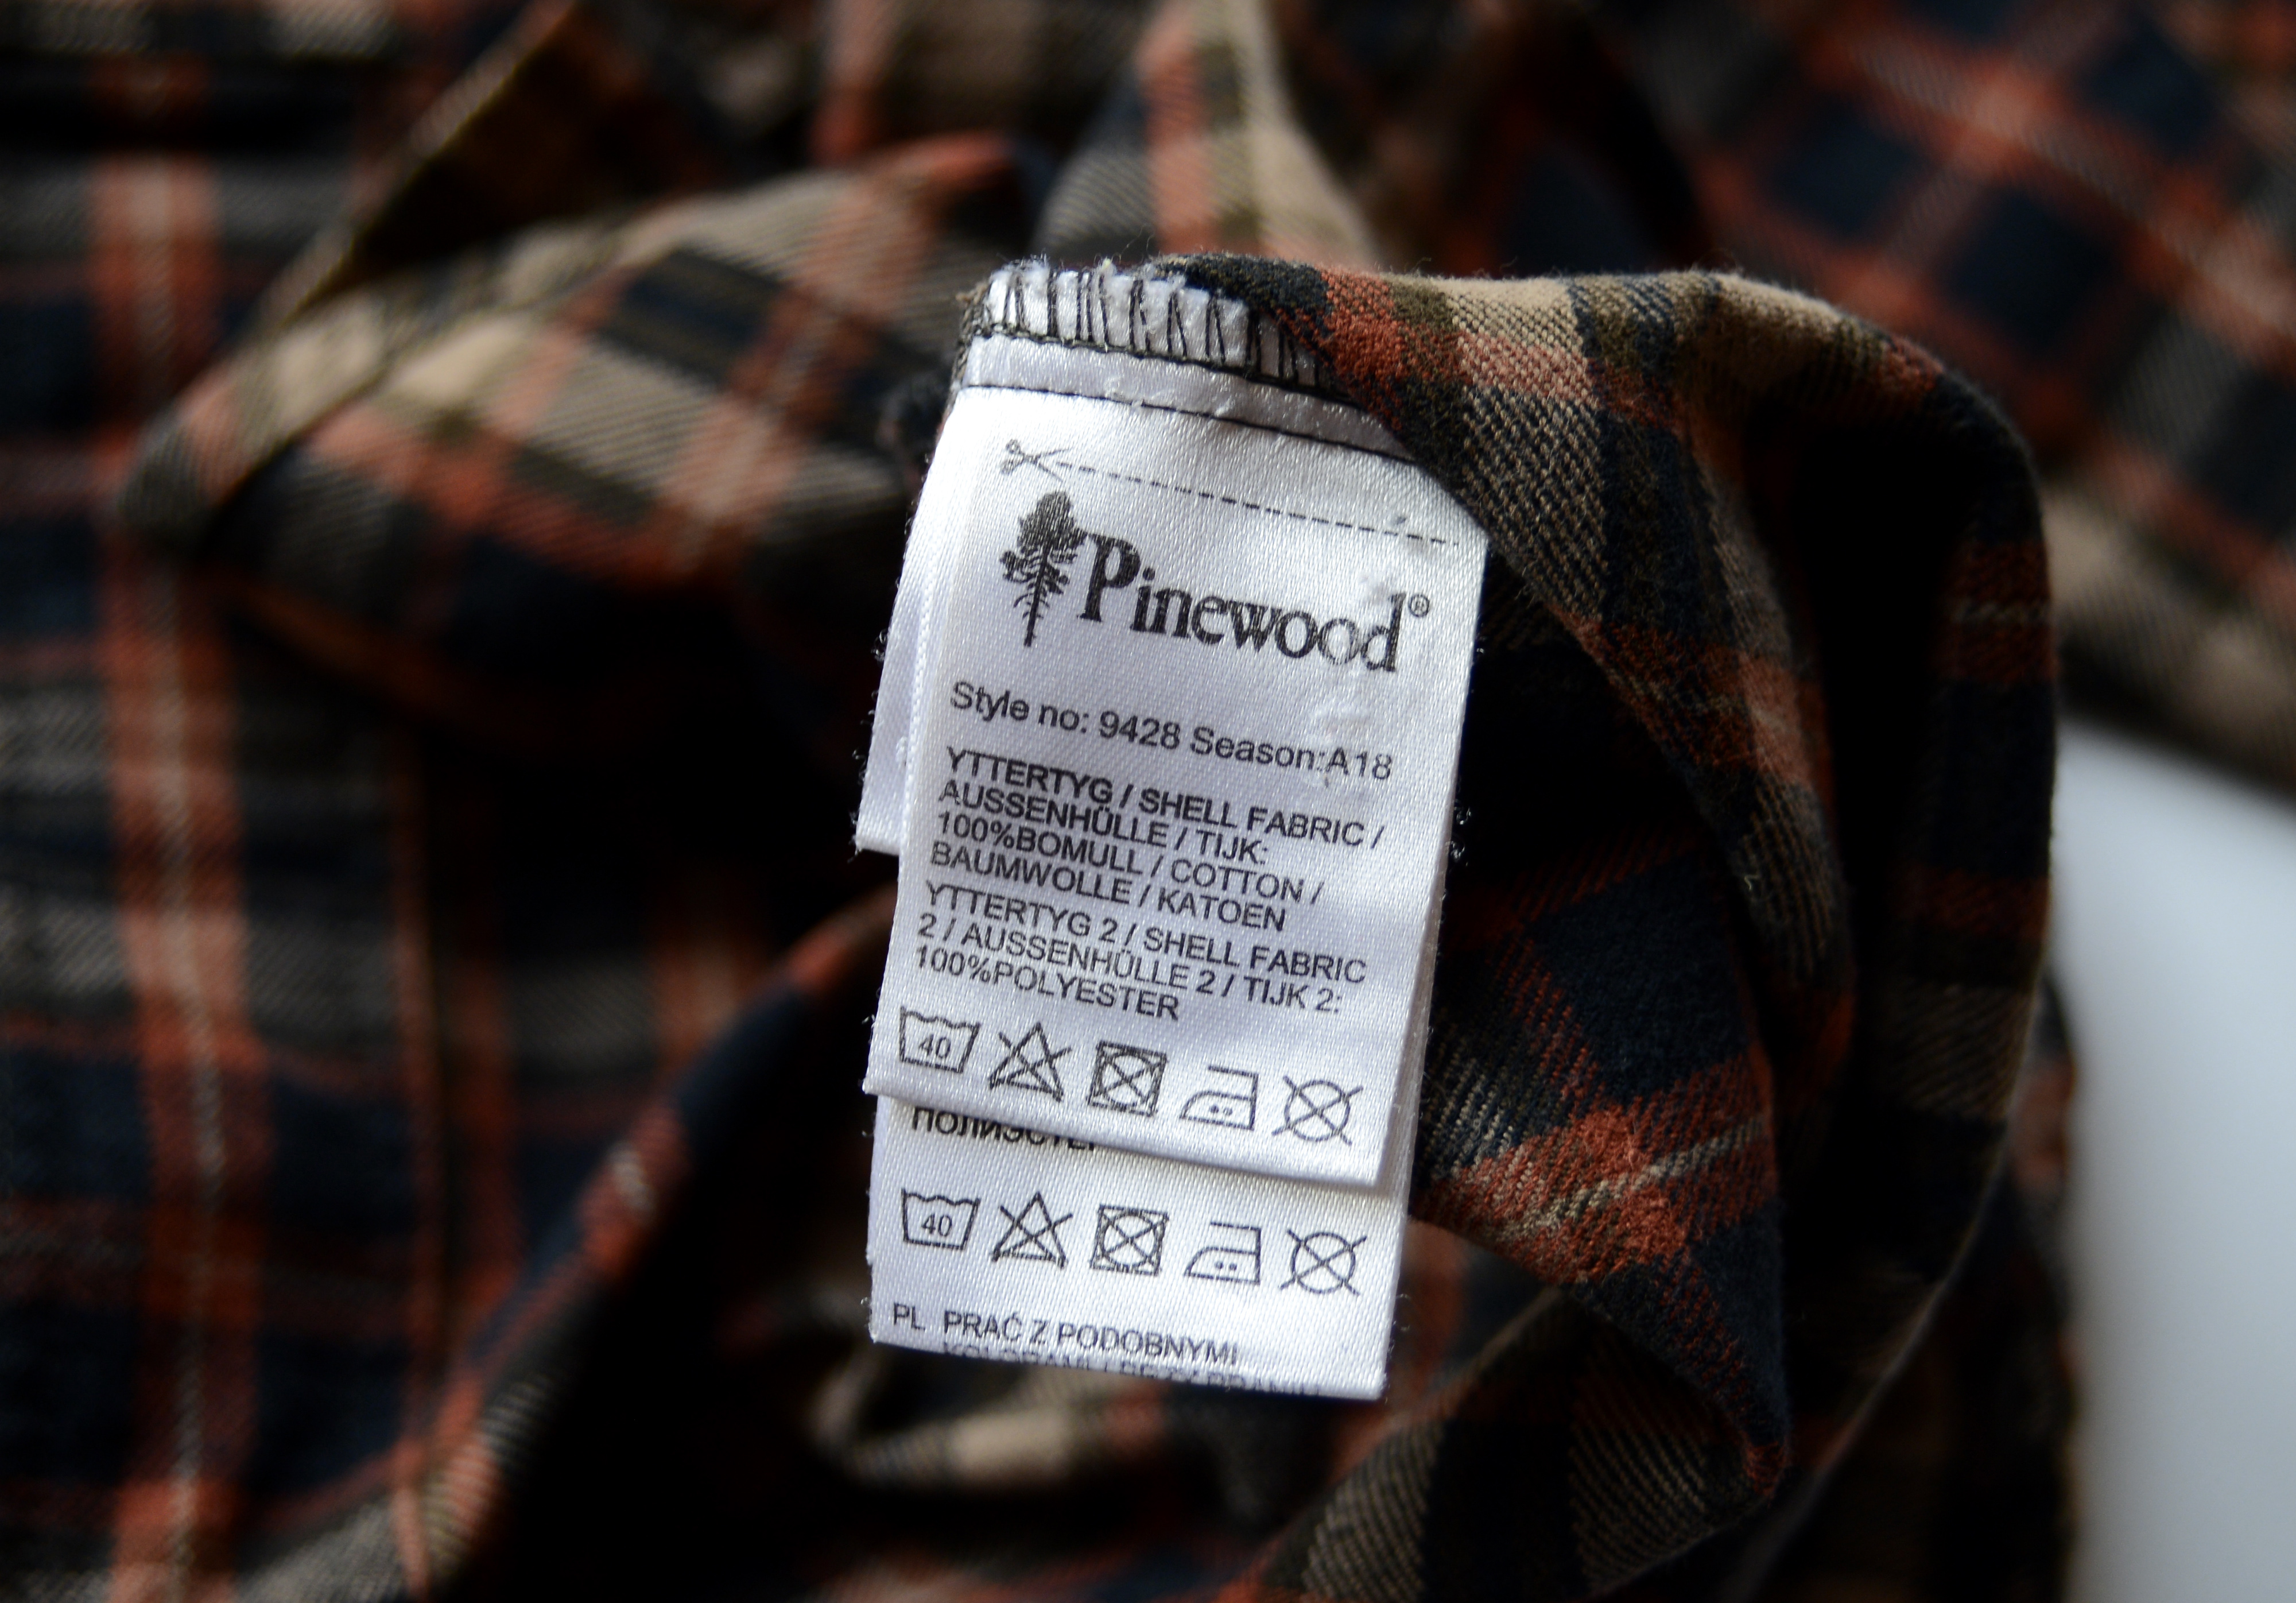 Pinewood®
Style no: 9428 Season:A18
YTTERTYG / SHELL FABRIC /
AUSSENHÜLLE / TIJK:
100%BOMULL / COTTON /
BAUMWOLLE / KATOEN
YTTERTYG 2 / SHELL FABRIC
2 / AUSSENHÜLLE 2 / TIJK 2:
100%POLYESTER
40
40
PL PRAĆ Z PODOBNYMI